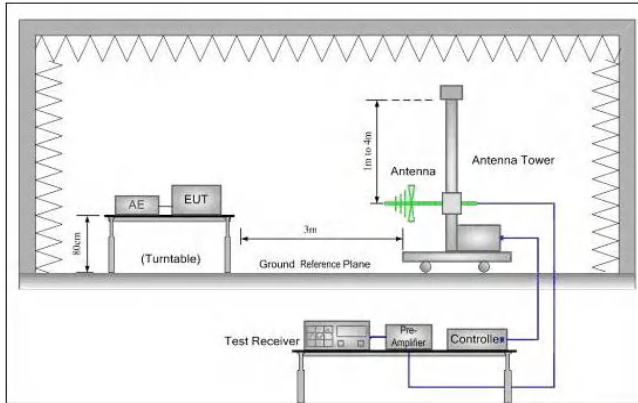 1m to 4m
Antenna
Antenna Tower
AE
EUT
80cm
(Turntable)
3m
Ground Reference Plane
Test Receiver
Pre-
Amplifier
Controller